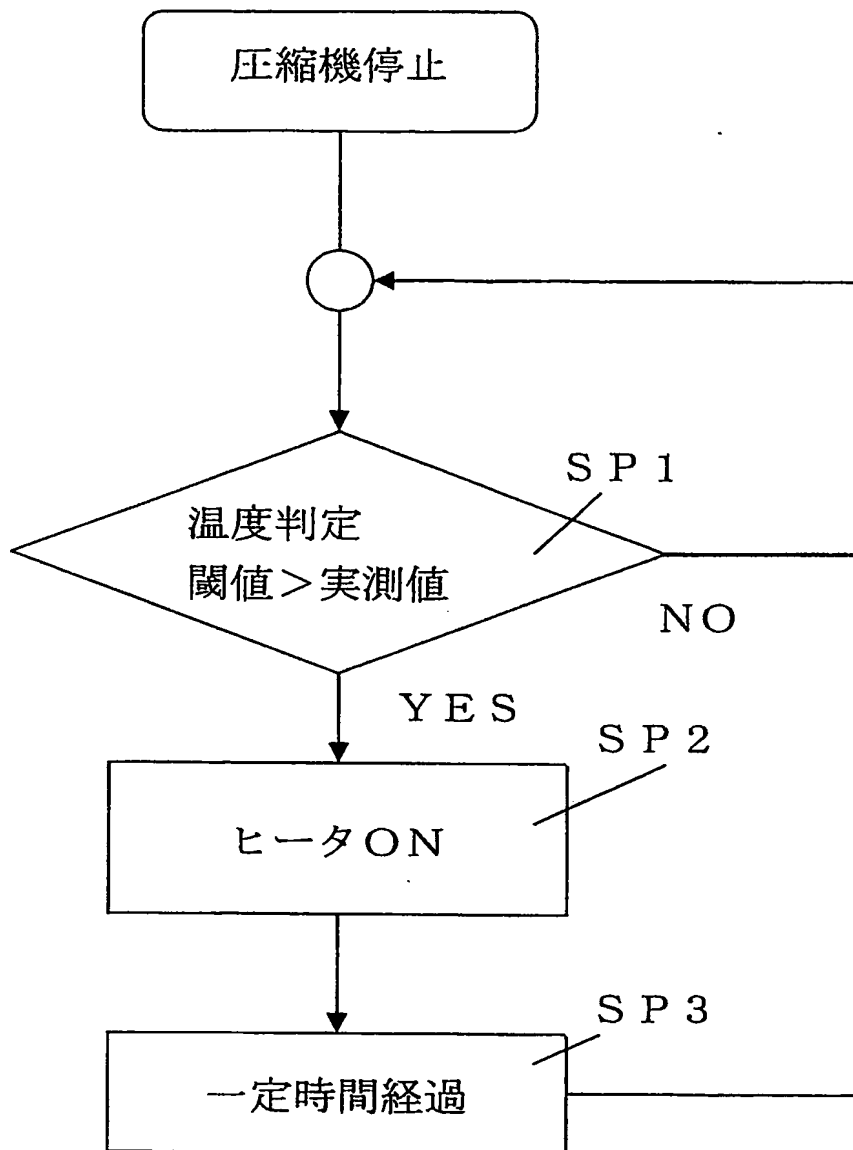 圧縮機停止
SP1
温度判定
閾値>実測値
NO
YES
SP2
ヒータON
SP3
一定時間経過